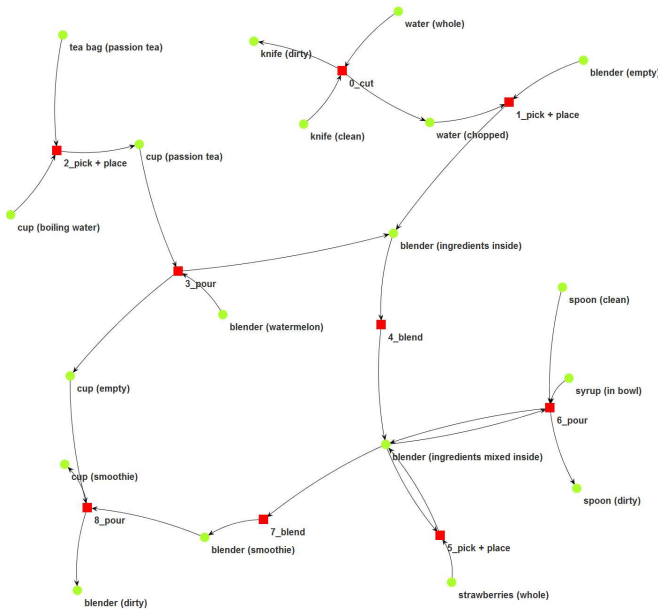 water (whole)
tea bag (passion tea)
knife (dirty)
blender (empty)
0_cut
1_pick + place
knife (clean)
water (chopped)
cup (passion tea)
2_pick + place
cup (boiling water)
blender (ingredients inside)
3_pour
spoon (clean)
blender (watermelon)
4_blend
cup (empty)
syrup (in bowl)
6_pour
blender (ingredients mixed inside)
cup (smoothie)
spoon (dirty)
8_pour
7_blend
blender (smoothie)
5_pick + place
strawberries (whole)
blender (dirty)